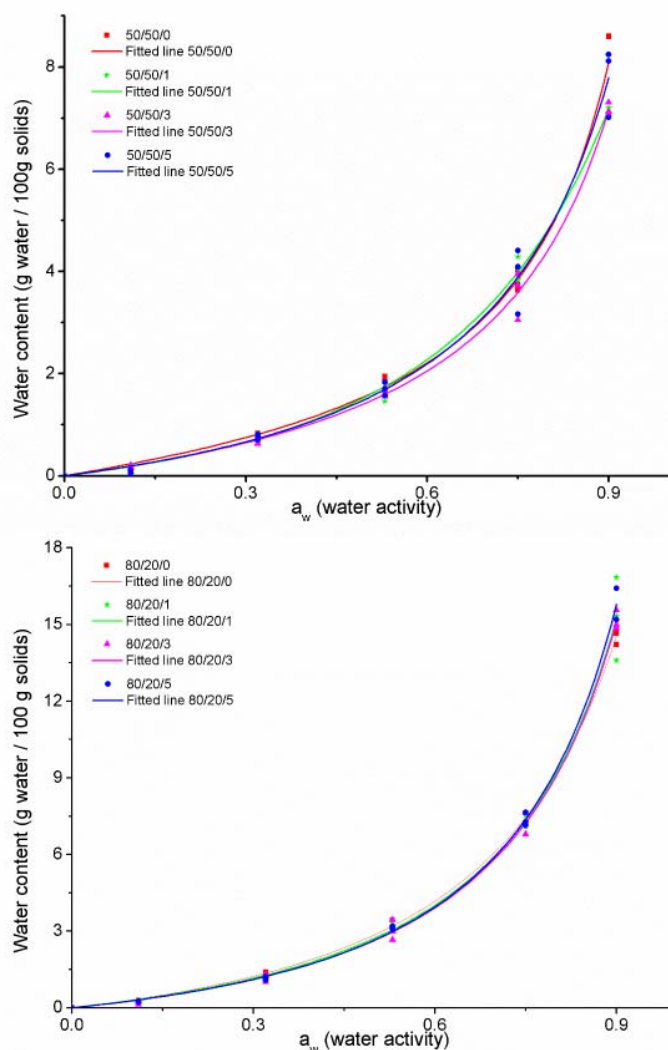 50/50/0
Fitted line 50/50/0
50/50/1
Fitted line 50/50/1
50/50/3
Fitted line 50/50/3
50/50/5
Fitted line 50/50/5
Water content (g water / 100g solids)
8
6
4
2
0
0.0
0.3
0.6
0.9
a_w (water activity)
80/20/0
Fitted line 80/20/0
80/20/1
Fitted line 80/20/1
80/20/3
Fitted line 80/20/3
80/20/5
Fitted line 80/20/5
Water content (g water / 100 g solids)
18
15
12
9
6
3
0
0.0
0.3
0.6
0.9
a_w (water activity)